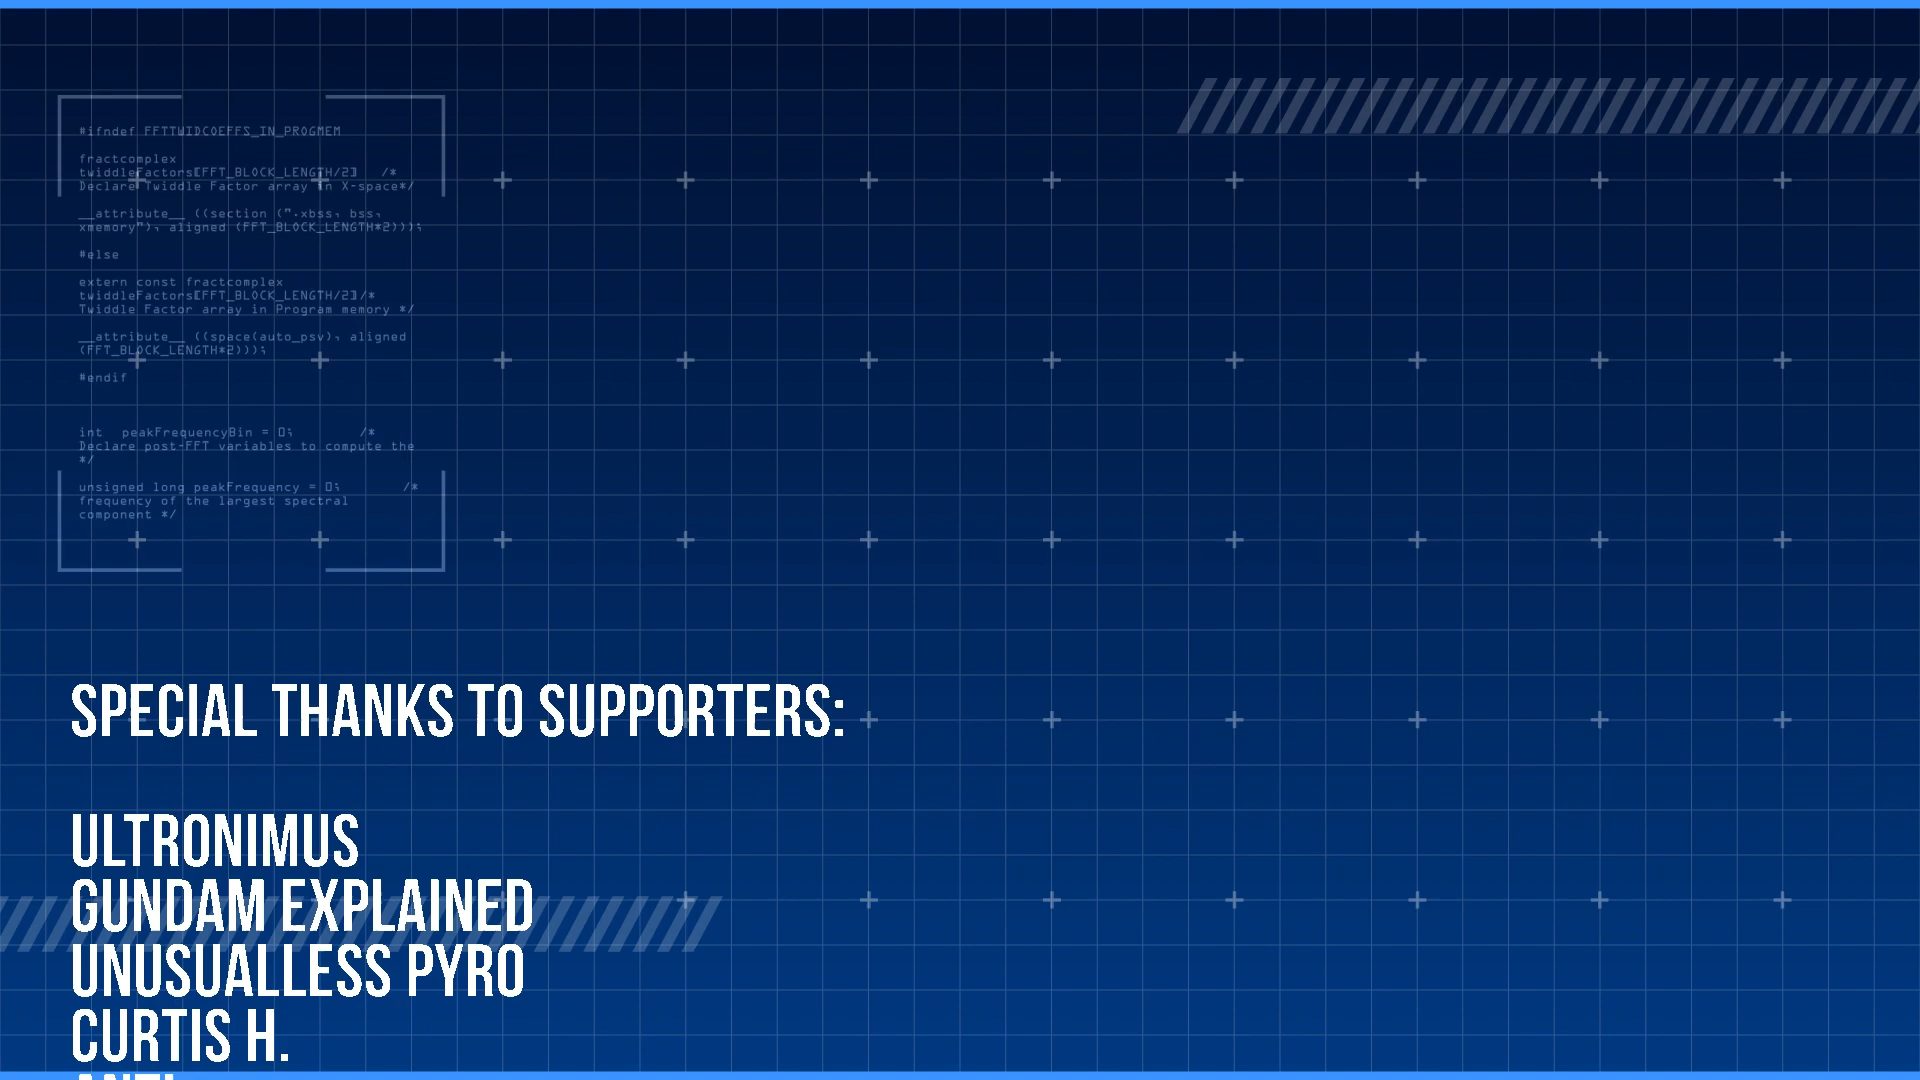 #ifndef FFTTWIDCOEFFS_IN_PROGMEM
fractcomplex
twiddleFactors[FFT_BLOCK_LENGTH/2] /*
Declare Twiddle Factor array in X-space*/
__attribute__ ((section (".xbss, bss,
xmemory"), aligned (FFT_BLOCK_LENGTH*2)));
#else
extern const fractcomplex
twiddleFactors[FFT_BLOCK_LENGTH/2]/*
Twiddle Factor array in Program memory */
__attribute__ ((space(auto_psv), aligned
(FFT_BLOCK_LENGTH*2)));
#endif
int peakFrequencyBin = 0; /*
Declare post-FFT variables to compute the
*/
unsigned long peakFrequency = 0; /*
frequency of the largest spectral
component */
SPECIAL THANKS TO SUPPORTERS:
ULTRONIMUS
GUNDAM EXPLAINED
UNUSUALLESS PYRO
CURTIS H.